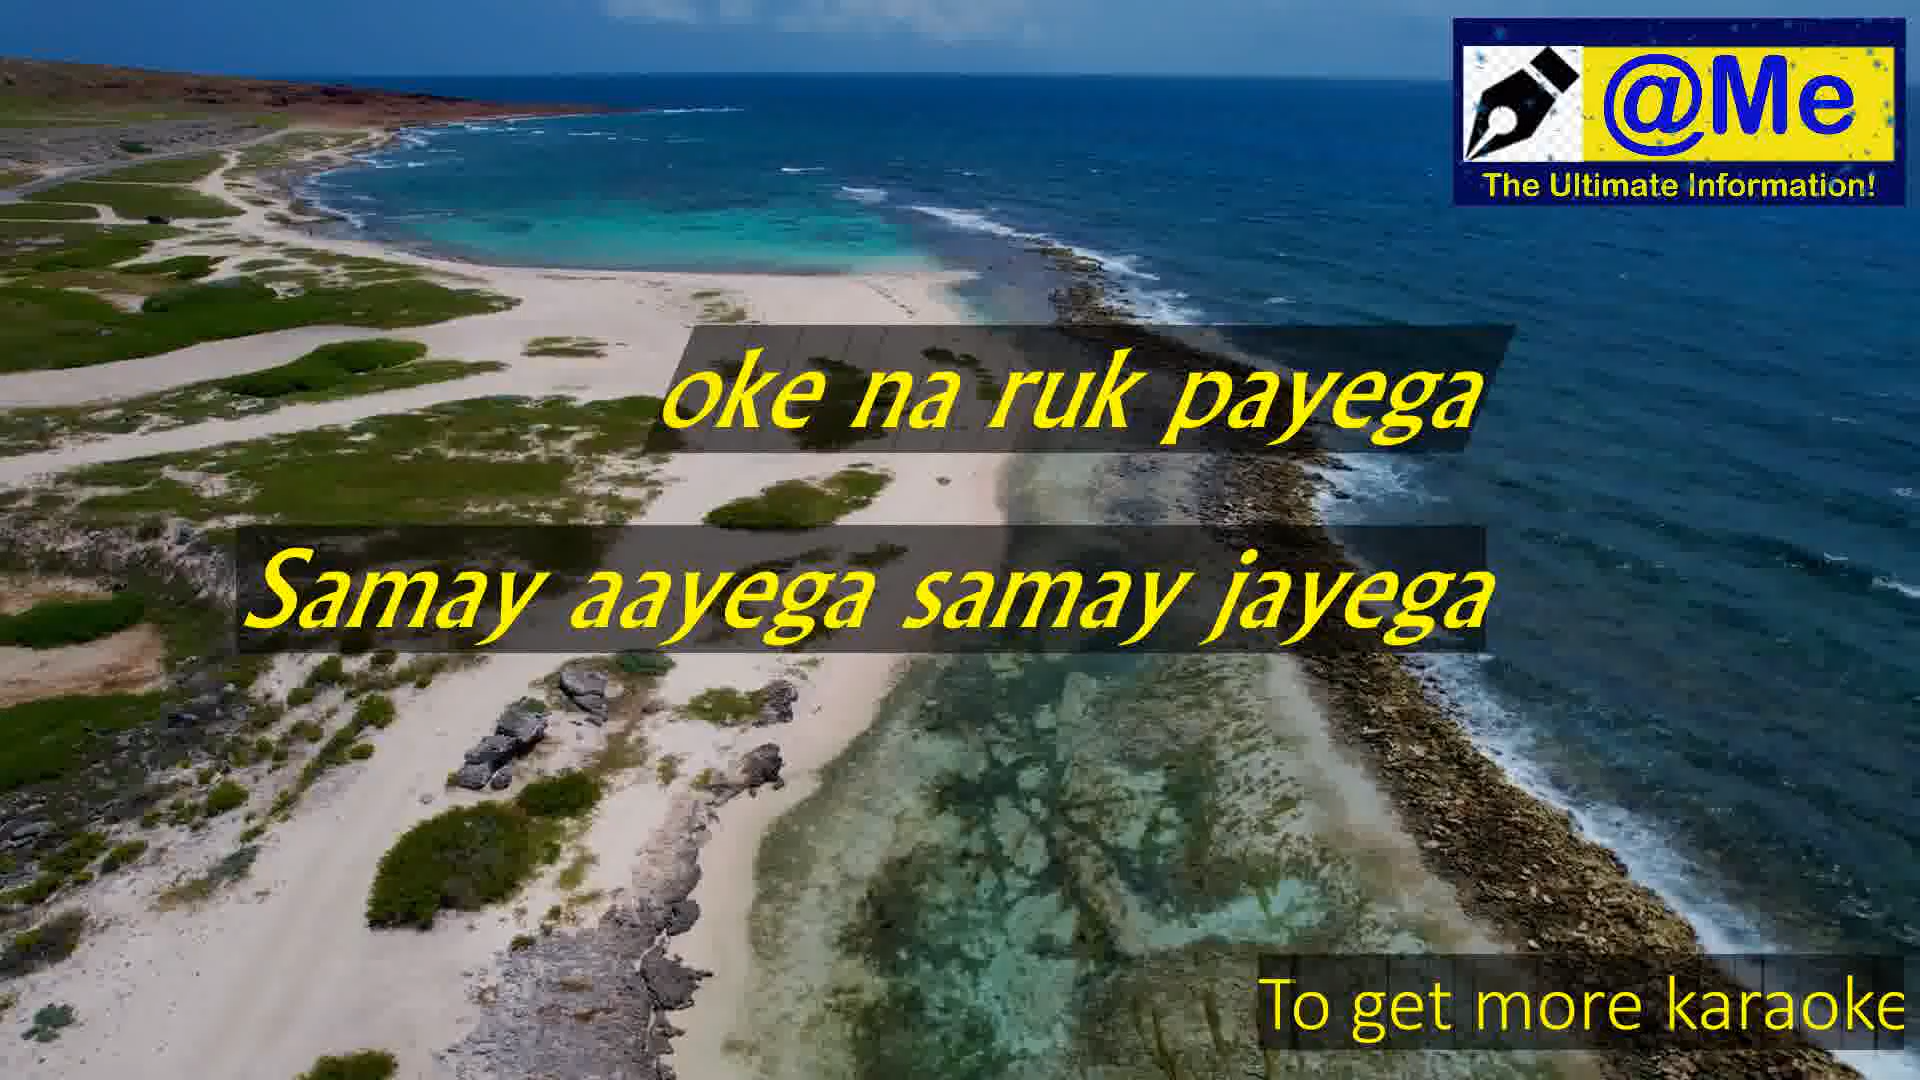 @Me
The Ultimate Information!
oke na ruk payega
Samay aayega samay jayega
To get more karaoke